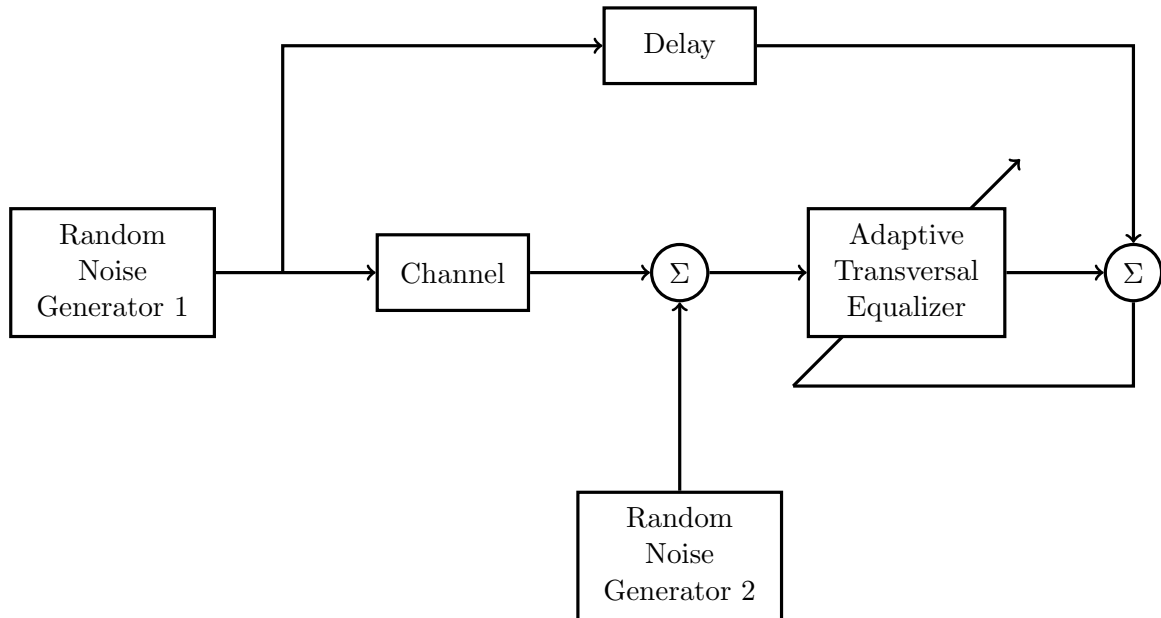 Delay
Random
Noise
Generator 1
Channel
Σ
Adaptive
Transversal
Equalizer
Σ
Random
Noise
Generator 2